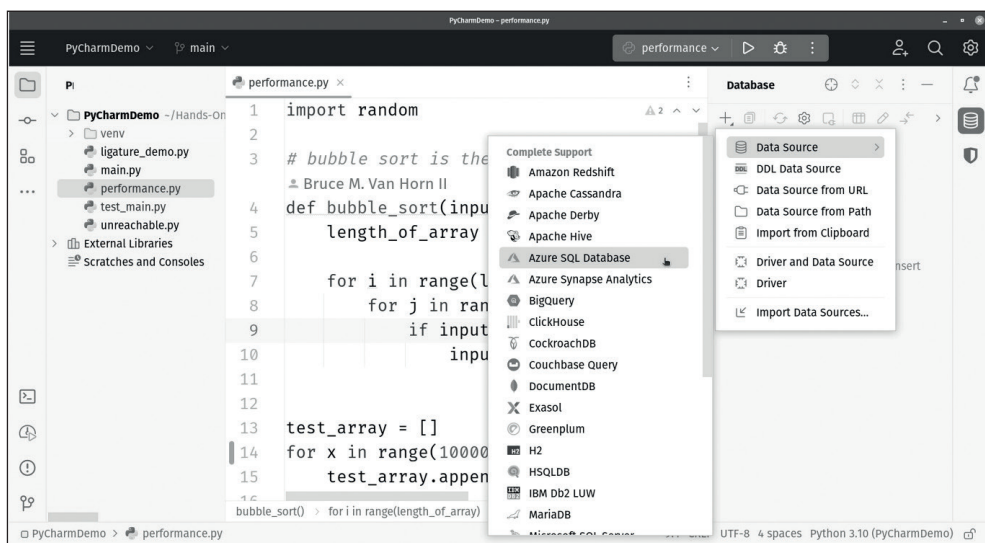 PyCharmDemo – performance.py
PyCharmDemo
main
performance
performance.py
Database
PyCharmDemo ~/Hands-On
venv
ligature_demo.py
main.py
performance.py
test_main.py
unreachable.py
External Libraries
Scratches and Consoles
1 import random
2
2
3 # bubble sort is the
Bruce M. Van Horn II
4 def bubble_sort(inpu
5 length_of_array
6
7 for i in range(l
8 for j in ran
9 if input
10 inpu
11
12
13 test_array = []
14 for x in range(10000
15 test_array.appen
16
bubble_sort() > for i in range(length_of_array)
Complete Support
Amazon Redshift
Apache Cassandra
Apache Derby
Apache Hive
Azure SQL Database
Azure Synapse Analytics
BigQuery
ClickHouse
CockroachDB
Couchbase Query
DocumentDB
Exasol
Greenplum
H2
HSQLDB
IBM Db2 LUW
MariaDB
Microsoft SQL Server
Data Source
DDL Data Source
Data Source from URL
Data Source from Path
Import from Clipboard
Driver and Data Source
Driver
Import Data Sources...
nsert
PyCharmDemo > performance.py
UTF-8 4 spaces Python 3.10 (PyCharmDemo)